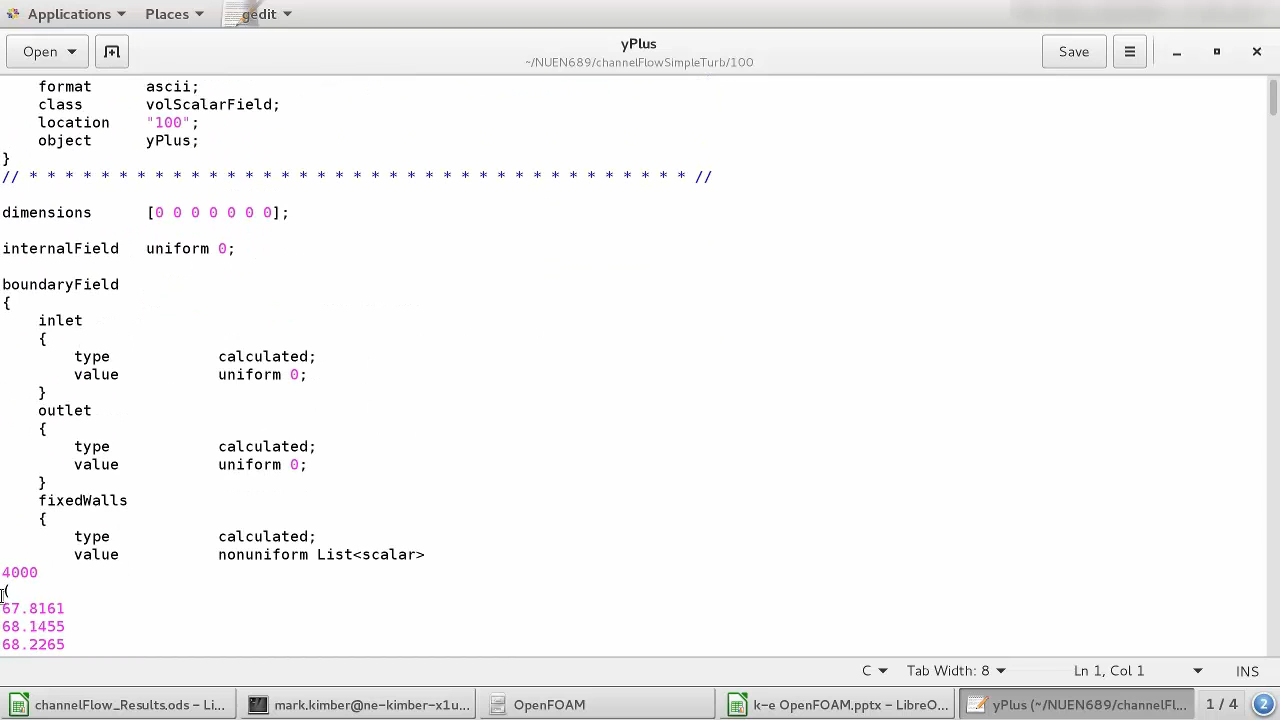 Applications Places gedit
Open yPlus Save
~/NUEN689/channelFlowSimpleTurb/100
format ascii;
class volScalarField;
location "100";
object yPlus;
}
// * * * * * * * * * * * * * * * * * * * * * * * * * * * * * * * * * * * * * //
dimensions [0 0 0 0 0 0 0];
internalField uniform 0;
boundaryField
{
inlet
{
type calculated;
value uniform 0;
}
outlet
{
type calculated;
value uniform 0;
}
fixedWalls
{
type calculated;
value nonuniform List<scalar>
4000
(
67.8161
68.1455
68.2265
C Tab Width: 8 Ln 1, Col 1 INS
channelFlow_Results.ods – Li... mark.kimber@ne-kimber-x1u... OpenFOAM k-e OpenFOAM.pptx – LibreO... yPlus (~/NUEN689/channelFl... 1 / 4 2